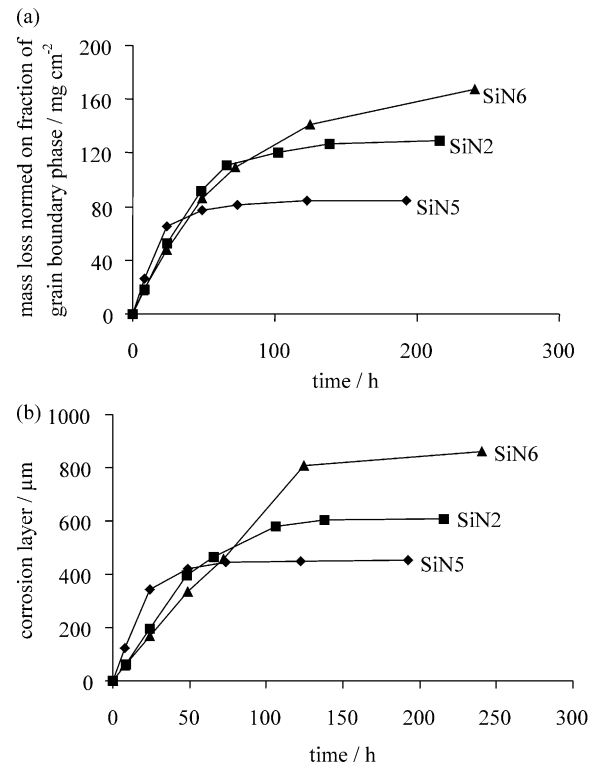 (a)
mass loss normed on fraction of
grain boundary phase / mg cm-2
200
160
120
80
40
0
SiN6
SiN2
SiN5
0 100 200 300
time / h
(b)
corrosion layer / μm
1000
800
600
400
200
0
SiN6
SiN2
SiN5
0 50 100 150 200 250 300
time / h